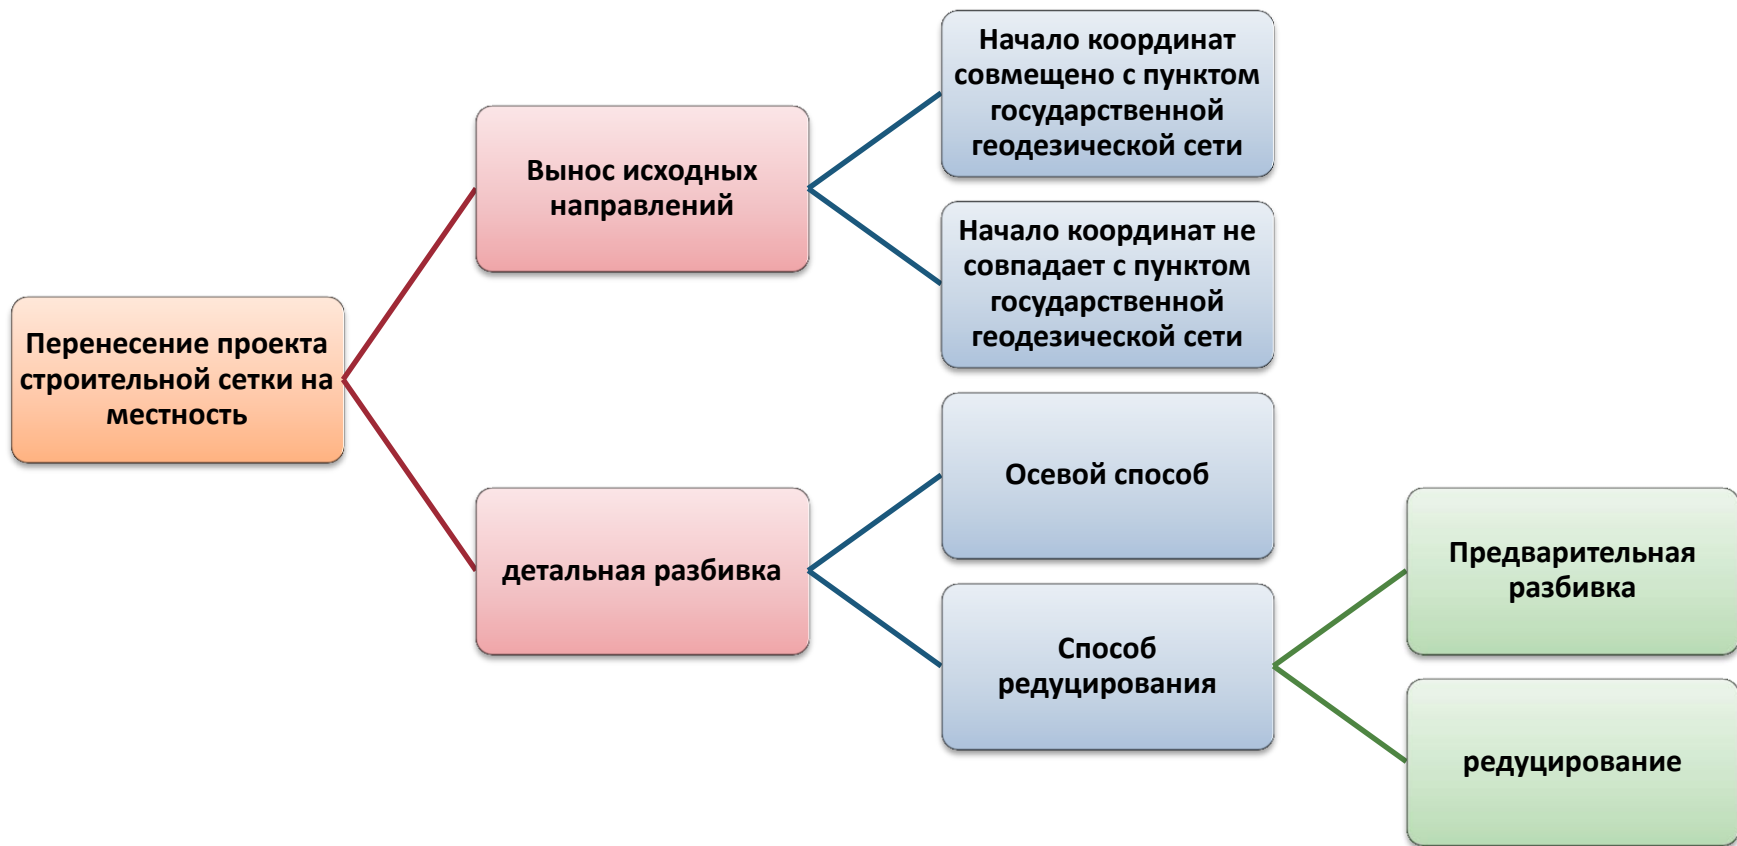 Начало координат
совмещено с пунктом
государственной
геодезической сети
Вынос исходных
направлений
Начало координат не
совпадает с пунктом
государственной
геодезической сети
Перенесение проекта
строительной сетки на
местность
Осевой способ
детальная разбивка
Предварительная
разбивка
Способ
редуцирования
редуцирование